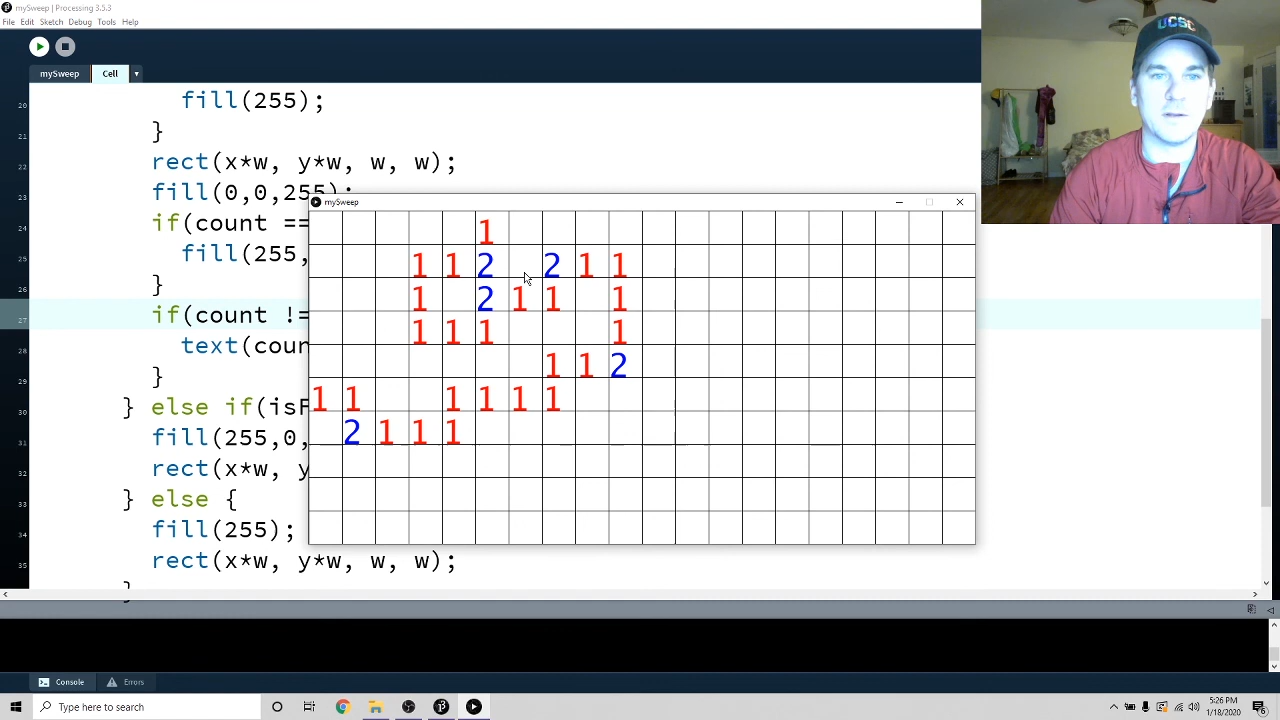 mySweep | Processing 3.5.3
File Edit Sketch Debug Tools Help
UCSC
mySweep Cell
20 fill(255);
21 }
22 rect(x*w, y*w, w, w);
23 fill(0,0,255);
24 if(count ==
25 fill(255,
26 }
27 if(count !=
28 text(coun
29 }
30 } else if(isF
31 fill(255,0,
32 rect(x*w, y
33 } else {
34 fill(255);
35 rect(x*w, y*w, w, w);
}
mySweep
1
1 1 2 2 1 1
1 2 1 1 1
1 1 1 1
1 1 2
1 1 1 1 1 1
2 1 1 1
Console Errors
Type here to search
5:26 PM
1/18/2020
6